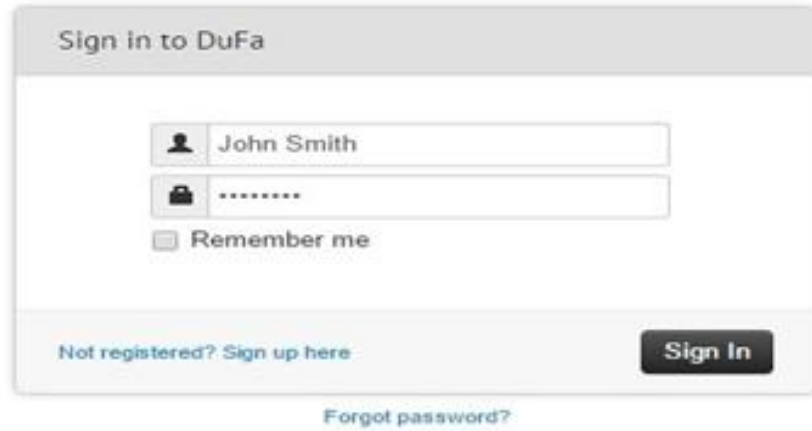 Sign in to DuFa
John Smith
········
Remember me
Not registered? Sign up here
Sign In
Forgot password?